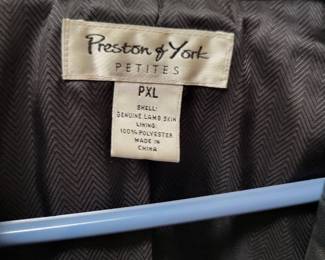 Preston & York
PETITES
PXL
SHELL:
GENUINE LAMB SKIN
LINING:
100% POLYESTER
MADE IN
CHINA